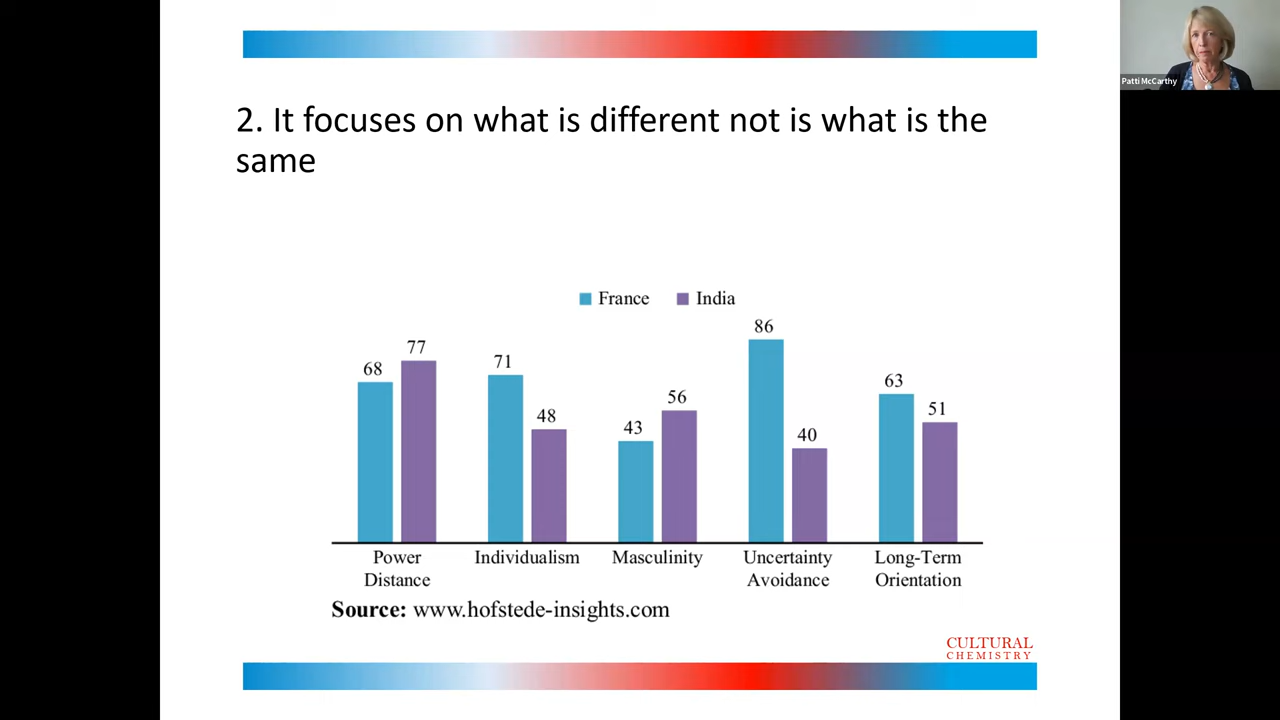 Patti McCarthy
2. It focuses on what is different not is what is the
same
France India
86
77
71
68
63
56
51
48
43
40
Power Distance
Individualism
Masculinity
Uncertainty Avoidance
Long-Term Orientation
Source: www.hofstede-insights.com
CULTURAL
CHEMISTRY